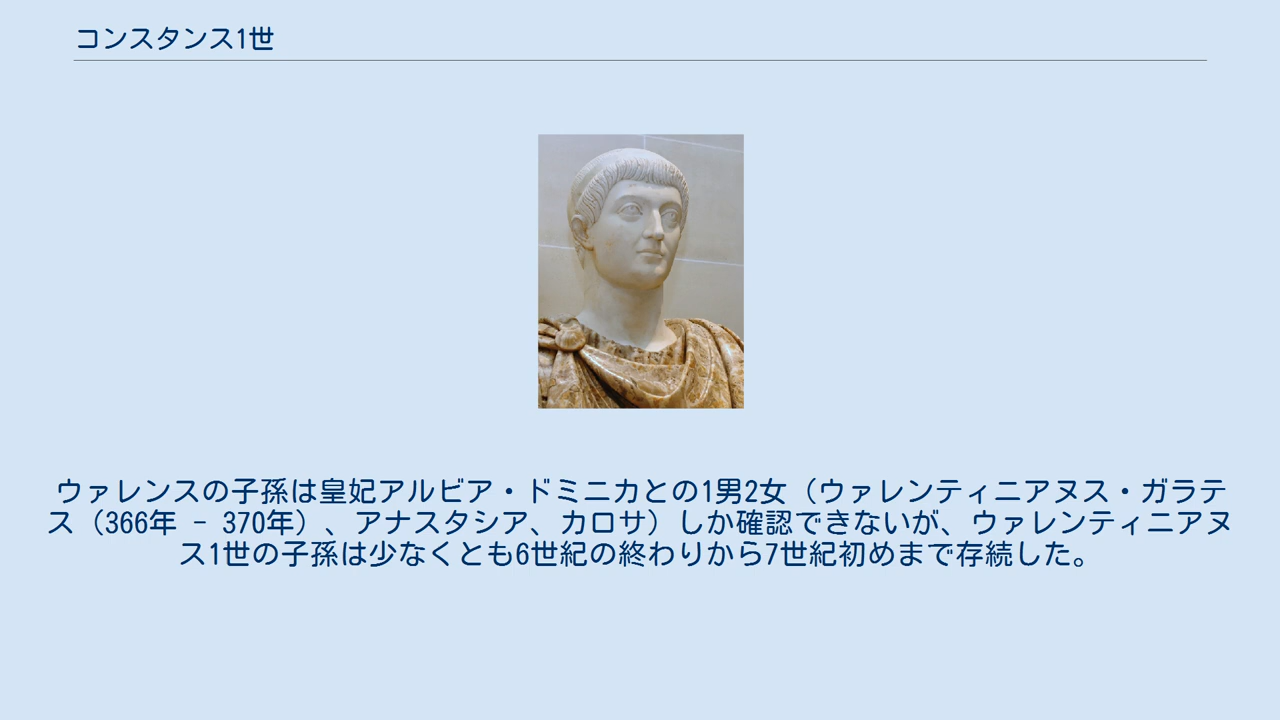 コンスタンス1世
ウァレンスの子孫は皇妃アルビア・ドミニカとの1男2女（ウァレンティニアヌス・ガラテ
ス（366年 - 370年）、アナスタシア、カロサ）しか確認できないが、ウァレンティニアヌ
ス1世の子孫は少なくとも6世紀の終わりから7世紀初めまで存続した。